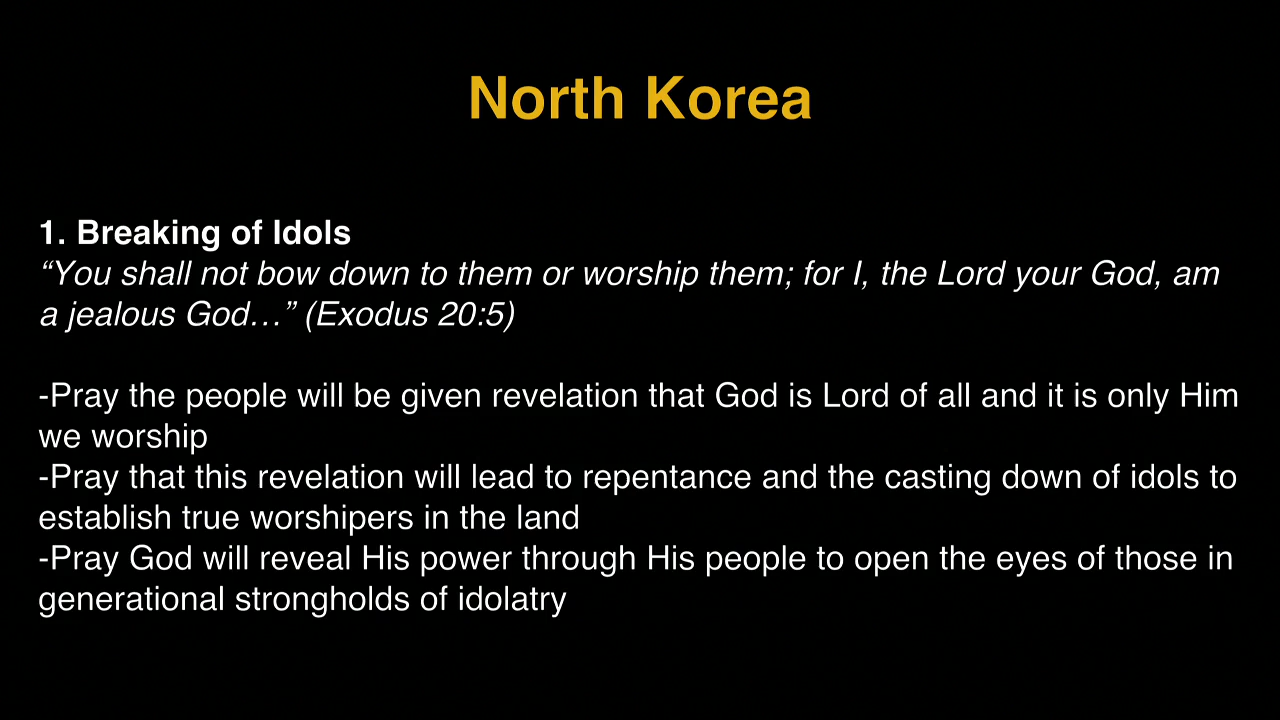 North Korea
1. Breaking of Idols
“You shall not bow down to them or worship them; for I, the Lord your God, am
a jealous God…” (Exodus 20:5)
-Pray the people will be given revelation that God is Lord of all and it is only Him
we worship
-Pray that this revelation will lead to repentance and the casting down of idols to
establish true worshipers in the land
-Pray God will reveal His power through His people to open the eyes of those in
generational strongholds of idolatry